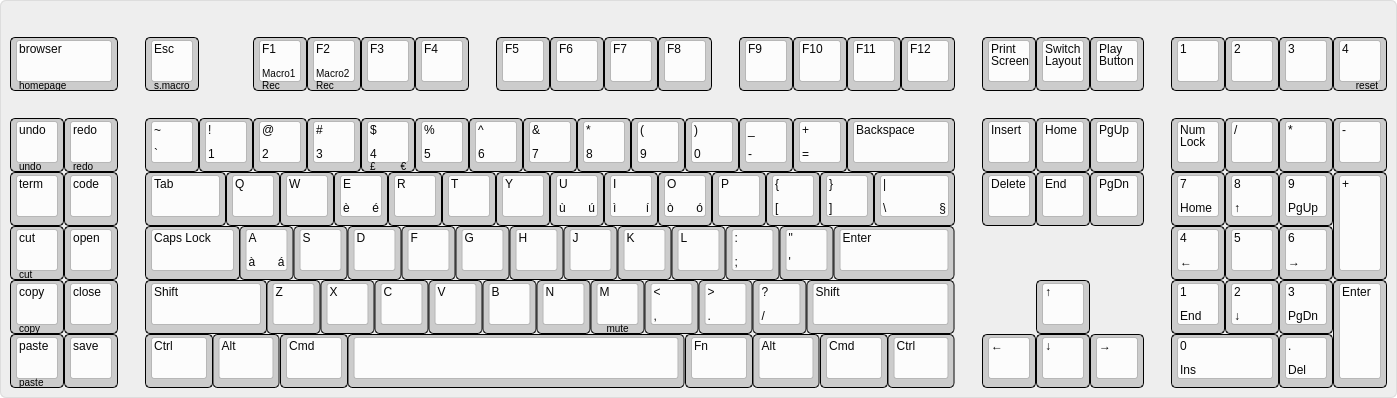 browser Esc F1 F2 F3 F4 F5 F6 F7 F8 F9 F10 F11 F12 Print Switch Play 1 2 3 4
Screen Layout Button
Macro1 Macro2
homepage s.macro Rec Rec reset
undo redo ~ ! @ # $ % ^ & * ( ) _ + Backspace Insert Home PgUp Num / * -
Lock
` 1 2 3 4 5 6 7 8 9 0 - =
undo redo £ €
term code Tab Q W E R T Y U I O P { } | Delete End PgDn 7 8 9 +
è é ù ú ì í ò ó [ ] \ § Home ↑ PgUp
cut open Caps Lock A S D F G H J K L : " Enter 4 5 6
à á ; ' ← →
cut
copy close Shift Z X C V B N M < > ? Shift ↑ 1 2 3 Enter
, . / End ↓ PgDn
copy mute
paste save Ctrl Alt Cmd Fn Alt Cmd Ctrl ← ↓ → 0 .
Ins Del
paste